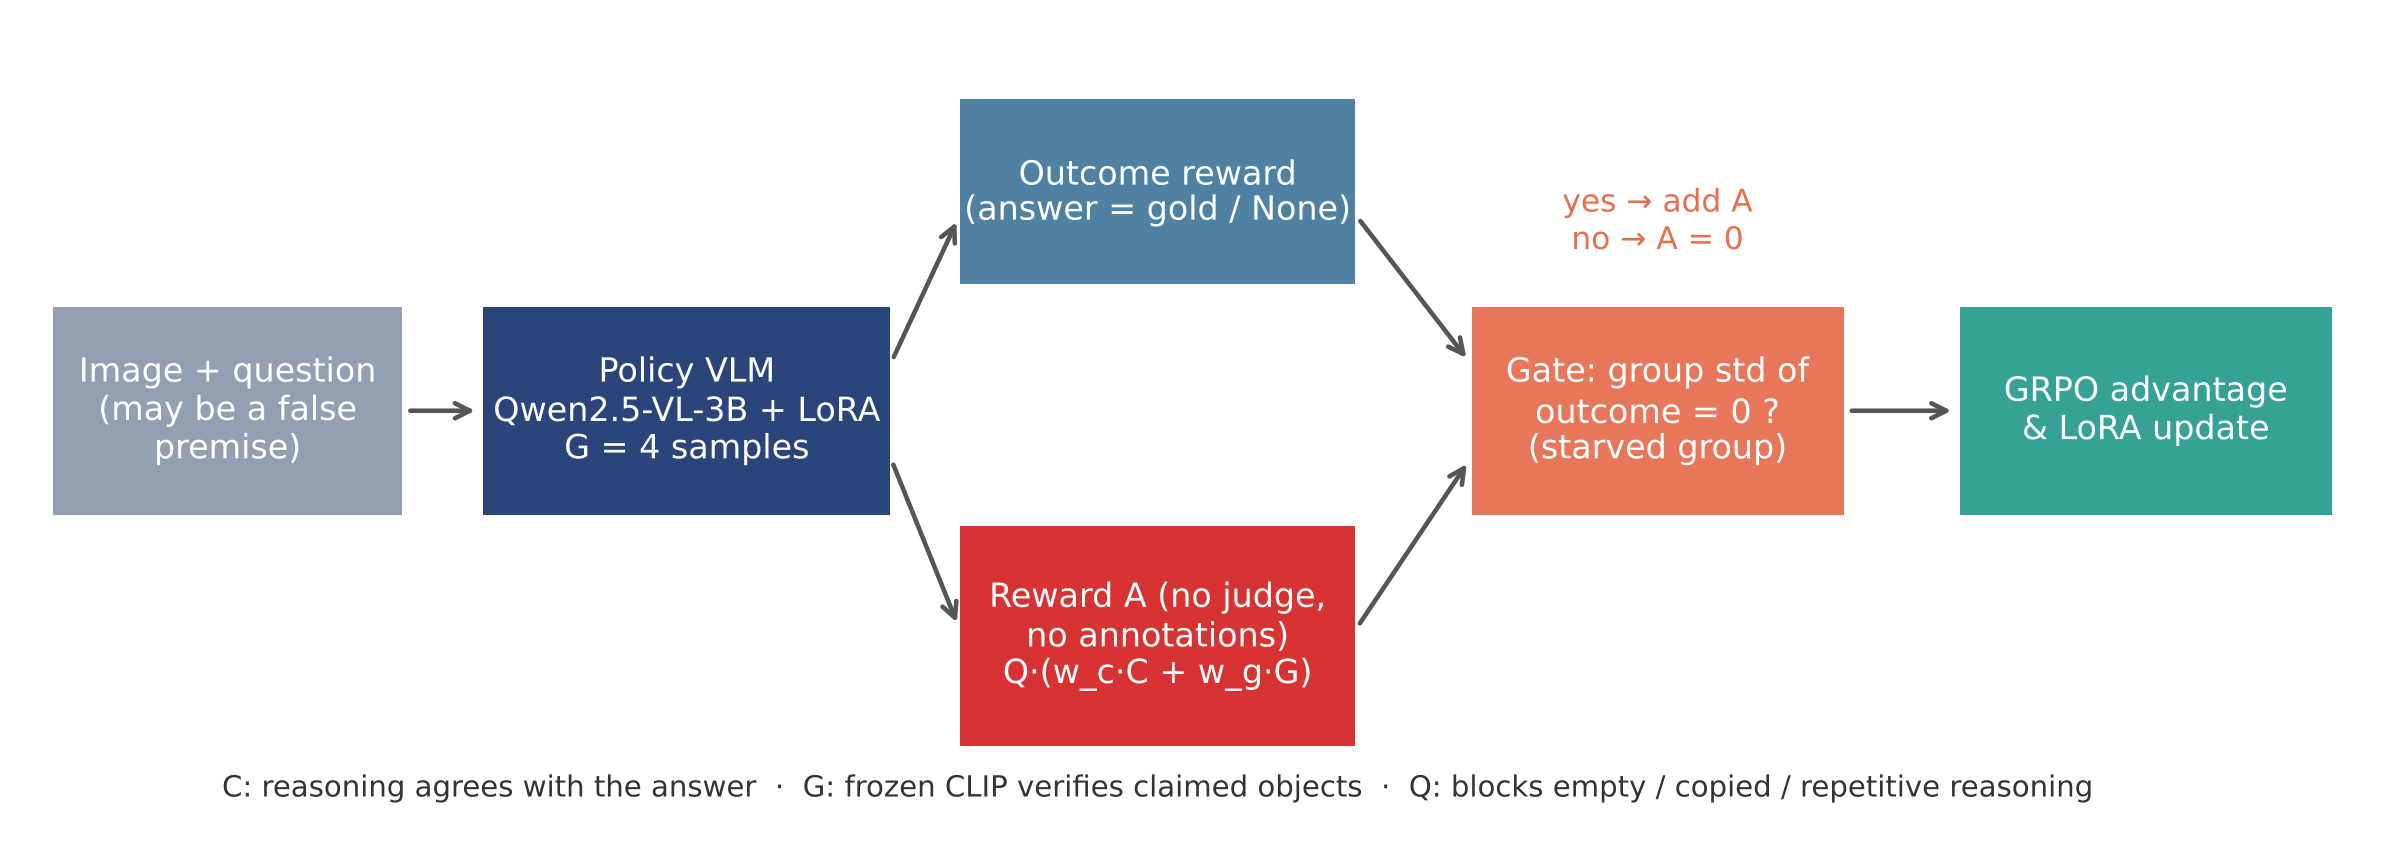 Image + question
(may be a false
premise)
Policy VLM
Qwen2.5-VL-3B + LoRA
G = 4 samples
Outcome reward
(answer = gold / None)
Reward A (no judge,
no annotations)
Q·(w_c·C + w_g·G)
yes → add A
no → A = 0
Gate: group std of
outcome = 0 ?
(starved group)
GRPO advantage
& LoRA update
C: reasoning agrees with the answer · G: frozen CLIP verifies claimed objects · Q: blocks empty / copied / repetitive reasoning